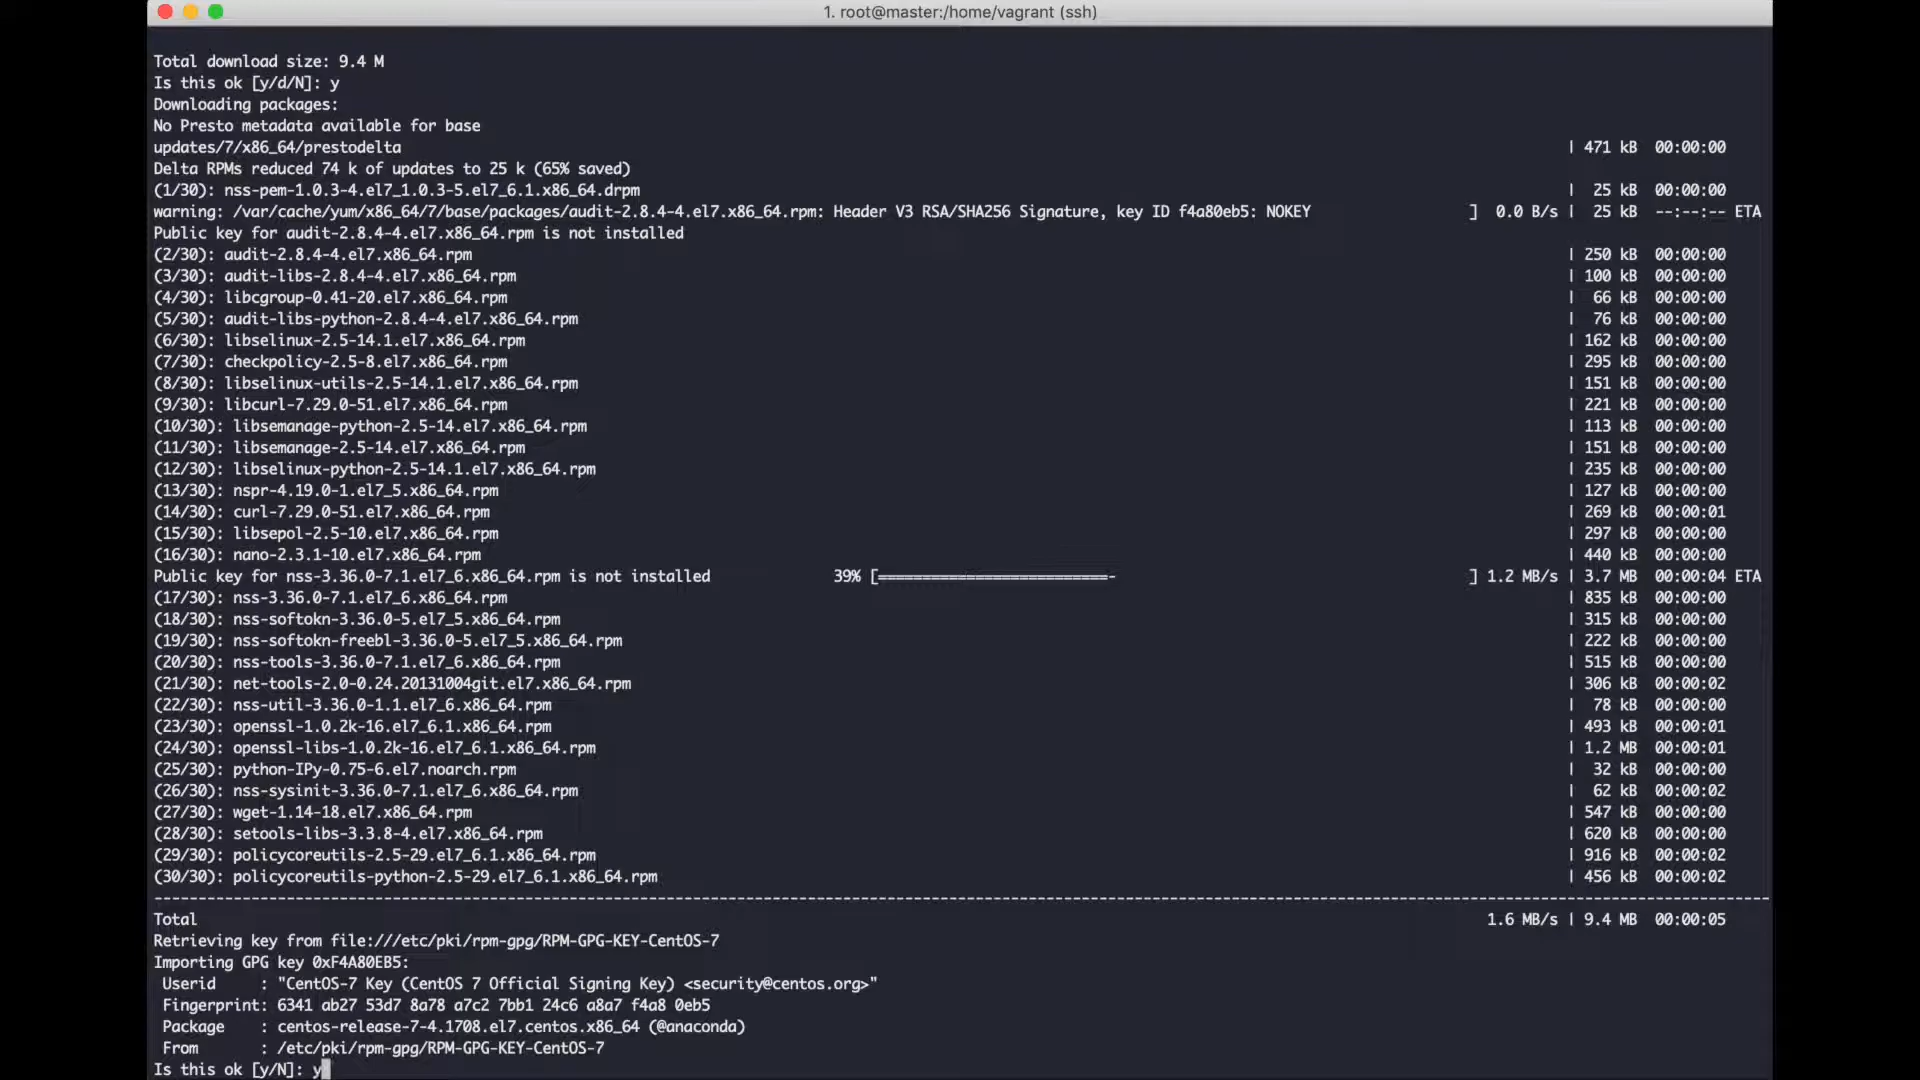 1. root@master:/home/vagrant (ssh)
Total download size: 9.4 M
Is this ok [y/d/N]: y
Downloading packages:
No Presto metadata available for base
updates/7/x86_64/prestodelta | 471 kB 00:00:00
Delta RPMs reduced 74 k of updates to 25 k (65% saved)
(1/30): nss-pem-1.0.3-4.el7_1.0.3-5.el7_6.1.x86_64.drpm | 25 kB 00:00:00
warning: /var/cache/yum/x86_64/7/base/packages/audit-2.8.4-4.el7.x86_64.rpm: Header V3 RSA/SHA256 Signature, key ID f4a80eb5: NOKEY ] 0.0 B/s | 25 kB --:--:-- ETA
Public key for audit-2.8.4-4.el7.x86_64.rpm is not installed
(2/30): audit-2.8.4-4.el7.x86_64.rpm | 250 kB 00:00:00
(3/30): audit-libs-2.8.4-4.el7.x86_64.rpm | 100 kB 00:00:00
(4/30): libcgroup-0.41-20.el7.x86_64.rpm | 66 kB 00:00:00
(5/30): audit-libs-python-2.8.4-4.el7.x86_64.rpm | 76 kB 00:00:00
(6/30): libselinux-2.5-14.1.el7.x86_64.rpm | 162 kB 00:00:00
(7/30): checkpolicy-2.5-8.el7.x86_64.rpm | 295 kB 00:00:00
(8/30): libselinux-utils-2.5-14.1.el7.x86_64.rpm | 151 kB 00:00:00
(9/30): libcurl-7.29.0-51.el7.x86_64.rpm | 221 kB 00:00:00
(10/30): libsemanage-python-2.5-14.el7.x86_64.rpm | 113 kB 00:00:00
(11/30): libsemanage-2.5-14.el7.x86_64.rpm | 151 kB 00:00:00
(12/30): libselinux-python-2.5-14.1.el7.x86_64.rpm | 235 kB 00:00:00
(13/30): nspr-4.19.0-1.el7_5.x86_64.rpm | 127 kB 00:00:00
(14/30): curl-7.29.0-51.el7.x86_64.rpm | 269 kB 00:00:01
(15/30): libsepol-2.5-10.el7.x86_64.rpm | 297 kB 00:00:00
(16/30): nano-2.3.1-10.el7.x86_64.rpm | 440 kB 00:00:00
Public key for nss-3.36.0-7.1.el7_6.x86_64.rpm is not installed 39% [==========================- ] 1.2 MB/s | 3.7 MB 00:00:04 ETA
(17/30): nss-3.36.0-7.1.el7_6.x86_64.rpm | 835 kB 00:00:00
(18/30): nss-softokn-3.36.0-5.el7_5.x86_64.rpm | 315 kB 00:00:00
(19/30): nss-softokn-freebl-3.36.0-5.el7_5.x86_64.rpm | 222 kB 00:00:00
(20/30): nss-tools-3.36.0-7.1.el7_6.x86_64.rpm | 515 kB 00:00:00
(21/30): net-tools-2.0-0.24.20131004git.el7.x86_64.rpm | 306 kB 00:00:02
(22/30): nss-util-3.36.0-1.1.el7_6.x86_64.rpm | 78 kB 00:00:00
(23/30): openssl-1.0.2k-16.el7_6.1.x86_64.rpm | 493 kB 00:00:01
(24/30): openssl-libs-1.0.2k-16.el7_6.1.x86_64.rpm | 1.2 MB 00:00:01
(25/30): python-IPy-0.75-6.el7.noarch.rpm | 32 kB 00:00:00
(26/30): nss-sysinit-3.36.0-7.1.el7_6.x86_64.rpm | 62 kB 00:00:02
(27/30): wget-1.14-18.el7.x86_64.rpm | 547 kB 00:00:00
(28/30): setools-libs-3.3.8-4.el7.x86_64.rpm | 620 kB 00:00:00
(29/30): policycoreutils-2.5-29.el7_6.1.x86_64.rpm | 916 kB 00:00:02
(30/30): policycoreutils-python-2.5-29.el7_6.1.x86_64.rpm | 456 kB 00:00:02
Total 1.6 MB/s | 9.4 MB 00:00:05
Retrieving key from file:///etc/pki/rpm-gpg/RPM-GPG-KEY-CentOS-7
Importing GPG key 0xF4A80EB5:
Userid : "CentOS-7 Key (CentOS 7 Official Signing Key) <security@centos.org>"
Fingerprint: 6341 ab27 53d7 8a78 a7c2 7bb1 24c6 a8a7 f4a8 0eb5
Package : centos-release-7-4.1708.el7.centos.x86_64 (@anaconda)
From : /etc/pki/rpm-gpg/RPM-GPG-KEY-CentOS-7
Is this ok [y/N]: y